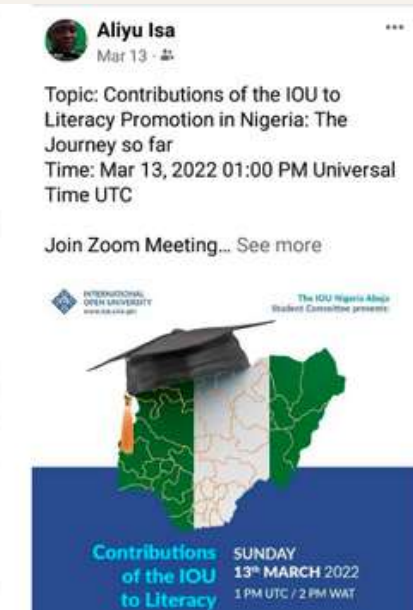 Aliyu Isa
Mar 13
Topic: Contributions of the IOU to
Literacy Promotion in Nigeria: The
Journey so far
Time: Mar 13, 2022 01:00 PM Universal
Time UTC
Join Zoom Meeting... See more
INTERNATIONAL
OPEN UNIVERSITY
The IOU Nigeria Abuja
Student Committee presents:
Contributions
of the IOU
to Literacy
SUNDAY
13th MARCH 2022
1 PM UTC / 2 PM WAT